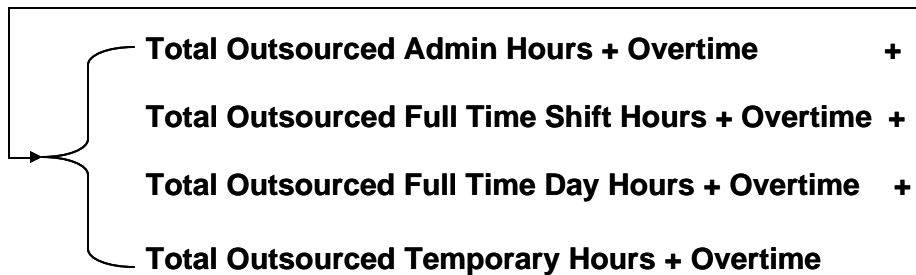 Total Outsourced Admin Hours + Overtime +
Total Outsourced Full Time Shift Hours + Overtime +
Total Outsourced Full Time Day Hours + Overtime +
Total Outsourced Temporary Hours + Overtime